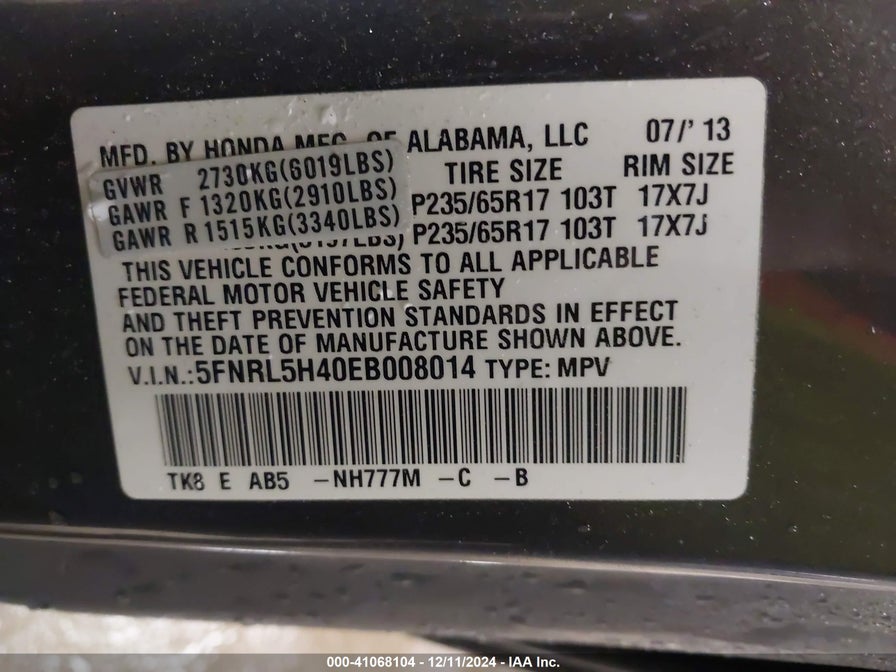 MFD. BY HONDA MFG. OF ALABAMA, LLC 07/'13
GVWR 2730KG(6019LBS) TIRE SIZE RIM SIZE
GAWR F 1320KG(2910LBS) P235/65R17 103T 17X7J
GAWR R 1515KG(3340LBS) P235/65R17 103T 17X7J
THIS VEHICLE CONFORMS TO ALL APPLICABLE
FEDERAL MOTOR VEHICLE SAFETY
AND THEFT PREVENTION STANDARDS IN EFFECT
ON THE DATE OF MANUFACTURE SHOWN ABOVE.
V.I.N.:5FNRL5H40EB008014 TYPE: MPV
TK8 E AB5 -NH777M -C -B
000-41068104 - 12/11/2024 - IAA Inc.